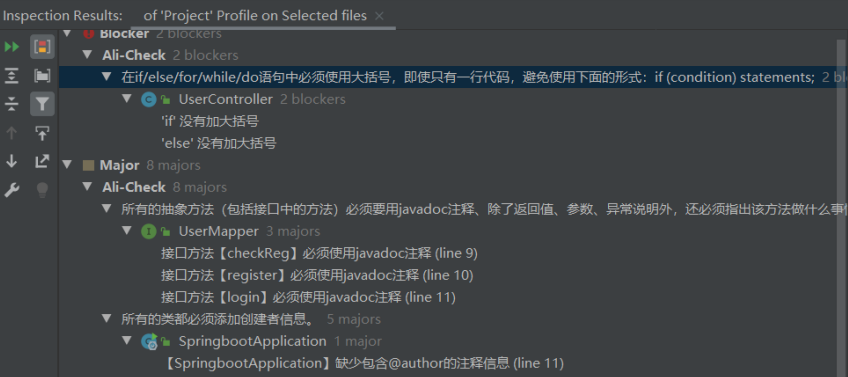 Inspection Results: of 'Project' Profile on Selected files
Blocker 2 blockers
Ali-Check 2 blockers
在if/else/for/while/do语句中必须使用大括号，即使只有一行代码，避免使用下面的形式：if (condition) statements; 2
UserController 2 blockers
'if' 没有加大括号
'else' 没有加大括号
Major 8 majors
Ali-Check 8 majors
所有的抽象方法（包括接口中的方法）必须要用javadoc注释、除了返回值、参数、异常说明外，还必须指出该方法做什么事
UserMapper 3 majors
接口方法【checkReg】必须使用javadoc注释 (line 9)
接口方法【register】必须使用javadoc注释 (line 10)
接口方法【login】必须使用javadoc注释 (line 11)
所有的类都必须添加创建者信息。 5 majors
SpringbootApplication 1 major
【SpringbootApplication】缺少包含@author的注释信息 (line 11)